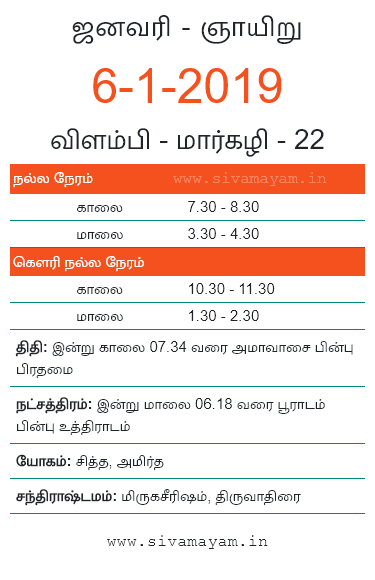 ஜனவரி - ஞாயிறு
6-1-2019
விளம்பி - மார்கழி - 22
நல்ல நேரம் www.sivamayam.in
காலை 7.30 - 8.30
மாலை 3.30 - 4.30
கௌரி நல்ல நேரம்
காலை 10.30 - 11.30
மாலை 1.30 - 2.30
திதி: இன்று காலை 07.34 வரை அமாவாசை பின்பு
பிரதமை
நட்சத்திரம்: இன்று மாலை 06.18 வரை பூராடம்
பின்பு உத்திராடம்
யோகம்: சித்த, அமிர்த
சந்திராஷ்டமம்: மிருகசீரிஷம், திருவாதிரை
www.sivamayam.in